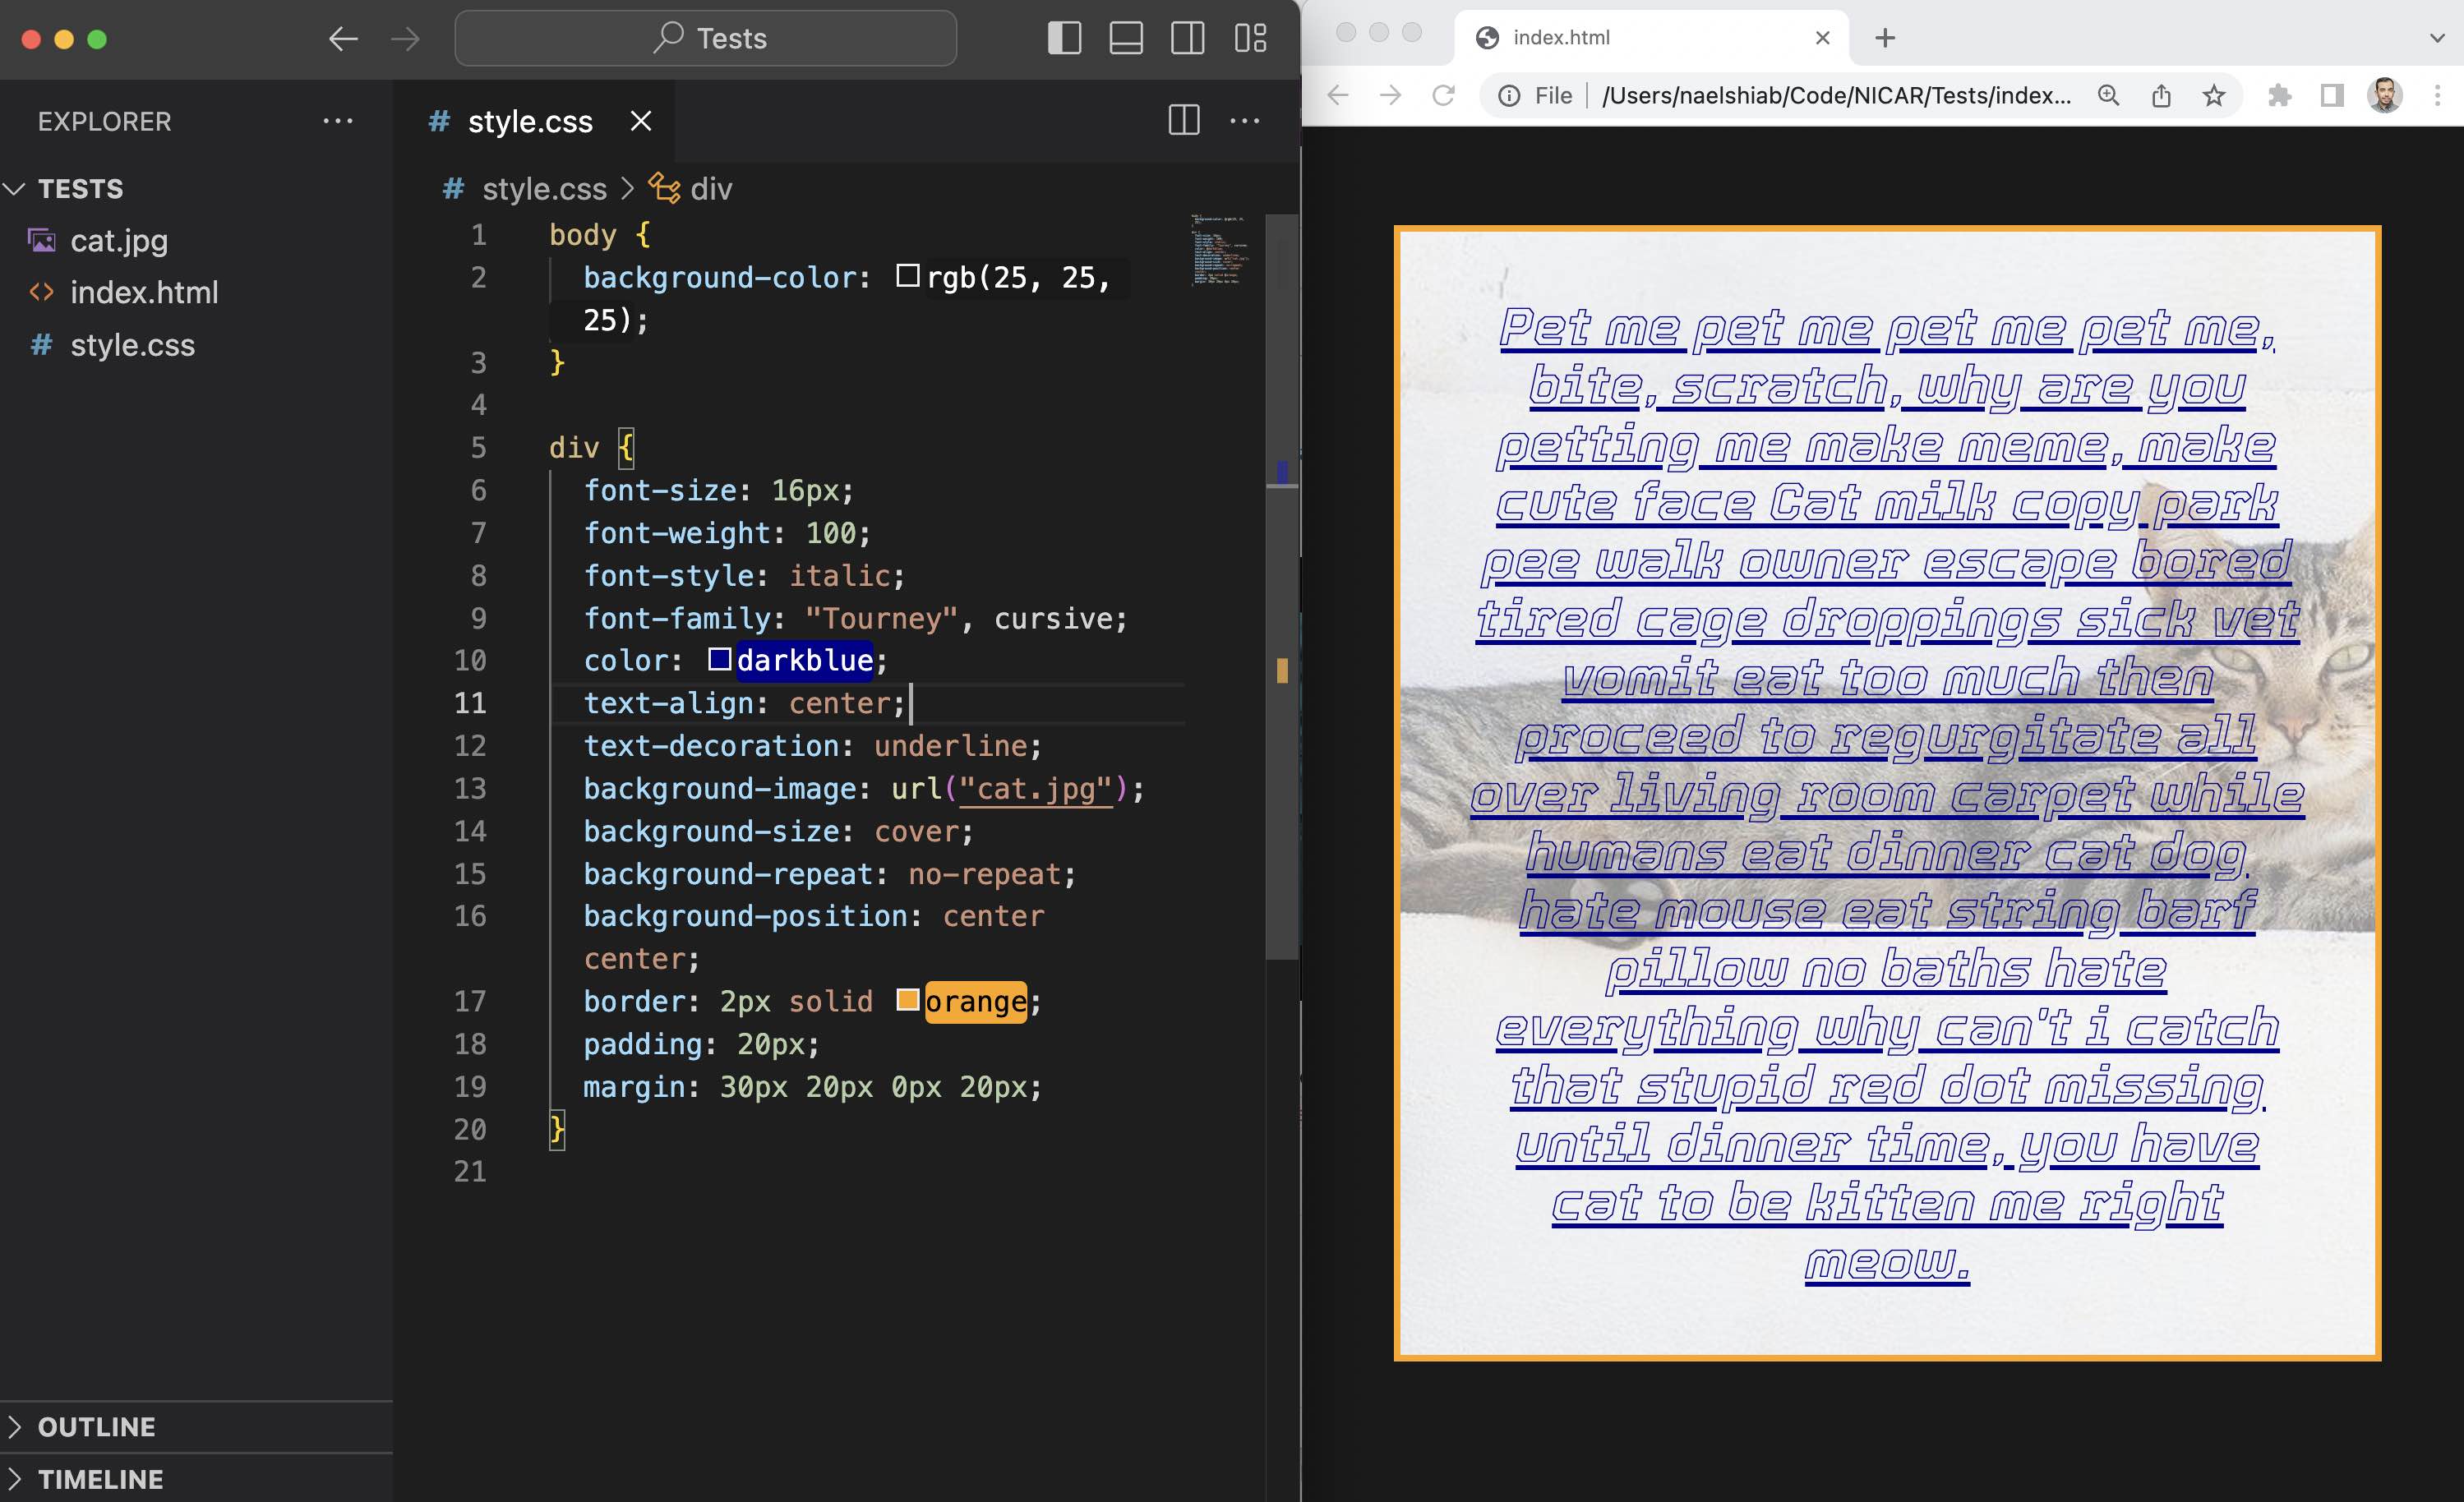 Tests
EXPLORER
TESTS
cat.jpg
index.html
style.css
OUTLINE
TIMELINE
# style.css
# style.css > div
1 body {
2 background-color: rgb(25, 25,
25);
3 }
4
5 div {
6 font-size: 16px;
7 font-weight: 100;
8 font-style: italic;
9 font-family: "Tourney", cursive;
10 color: darkblue;
11 text-align: center;
12 text-decoration: underline;
13 background-image: url("cat.jpg");
14 background-size: cover;
15 background-repeat: no-repeat;
16 background-position: center
center;
17 border: 2px solid orange;
18 padding: 20px;
19 margin: 30px 20px 0px 20px;
20 }
21
index.html
File | /Users/naelshiab/Code/NICAR/Tests/index...
Pet me pet me pet me pet me,
bite, scratch, why are you
petting me make meme, make
cute face Cat milk copy park
pee walk owner escape bored
tired cage droppings sick vet
vomit eat too much then
proceed to regurgitate all
over living room carpet while
humans eat dinner cat dog
hate mouse eat string barf
pillow no baths hate
everything why can't i catch
that stupid red dot missing
until dinner time, you have
cat to be kitten me right
meow.